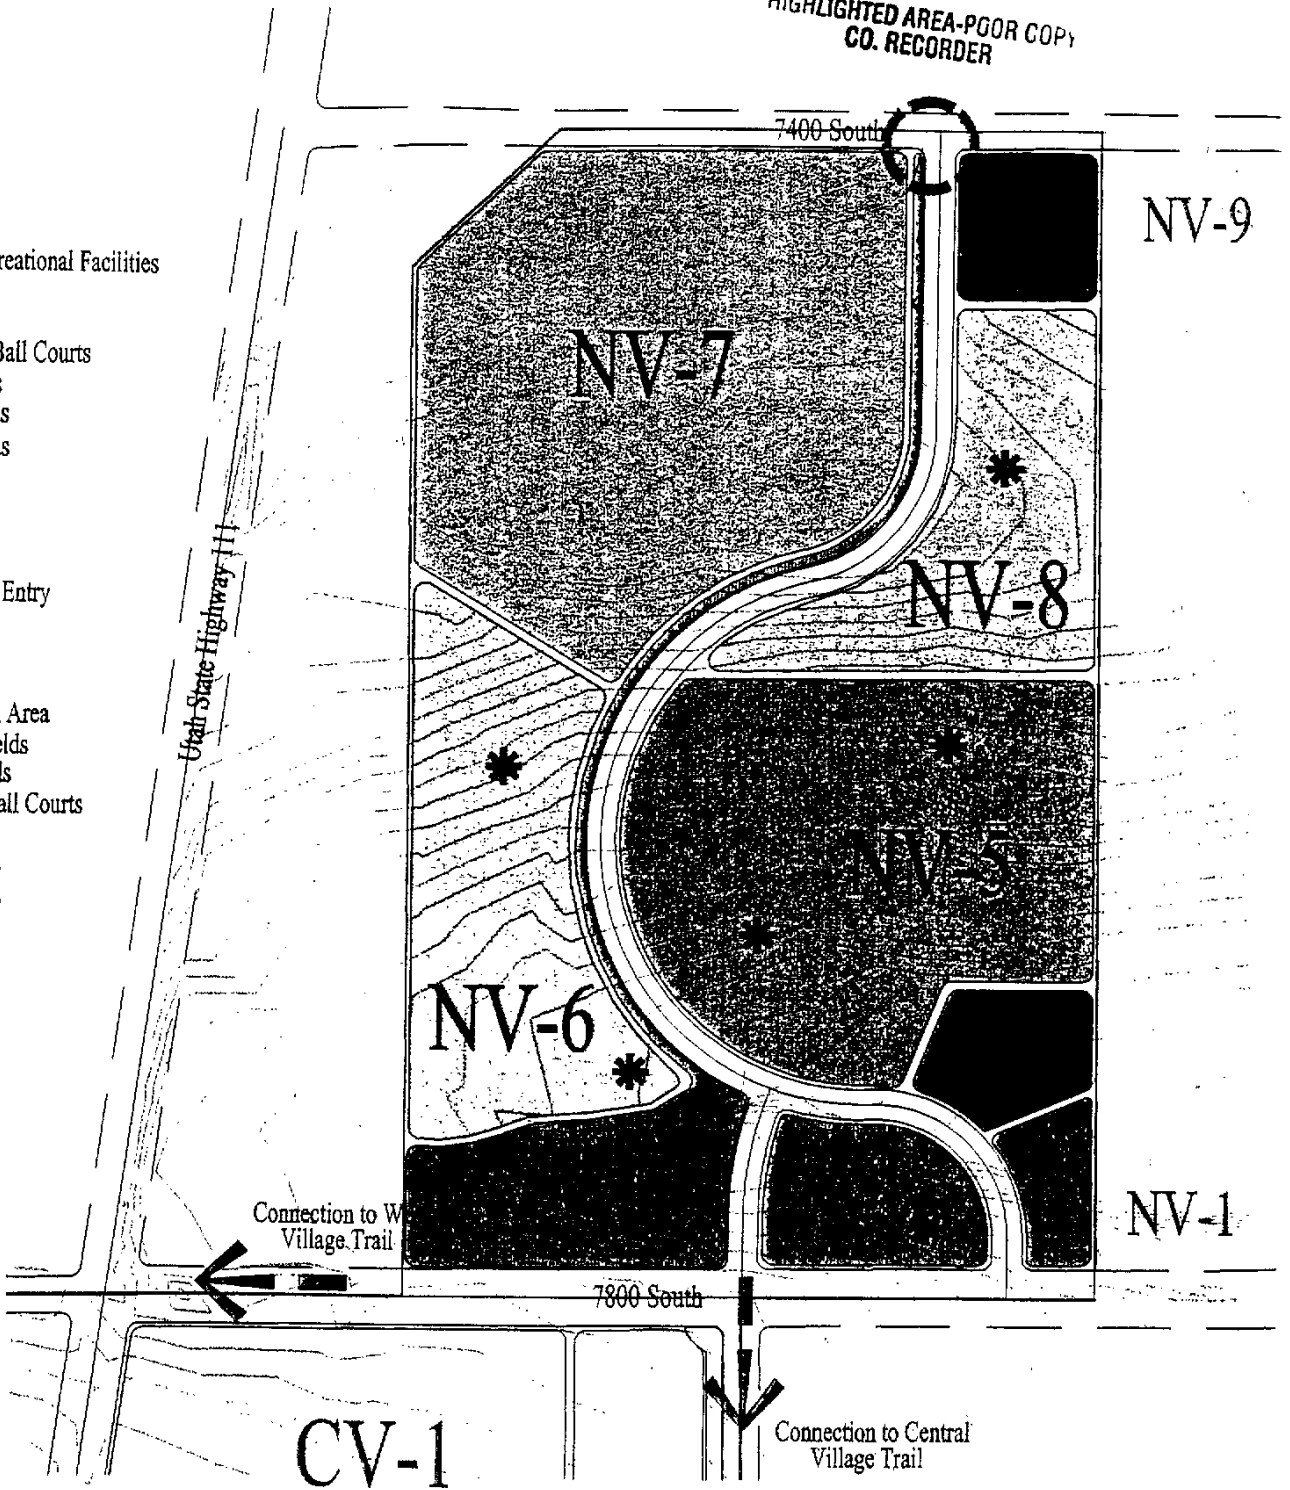 HIGHLIGHTED AREA-POOR COPY
CO. RECORDER
7400 South
NV-9
reational Facilities
NV-7
Ball Courts
s
s
s
NV-8
Entry
Utah State Highway 111
Area
elds
ls
all Courts
NV-5
NV-6
Connection to W
Village Trail
NV-1
7800 South
Connection to Central
Village Trail
CV-1